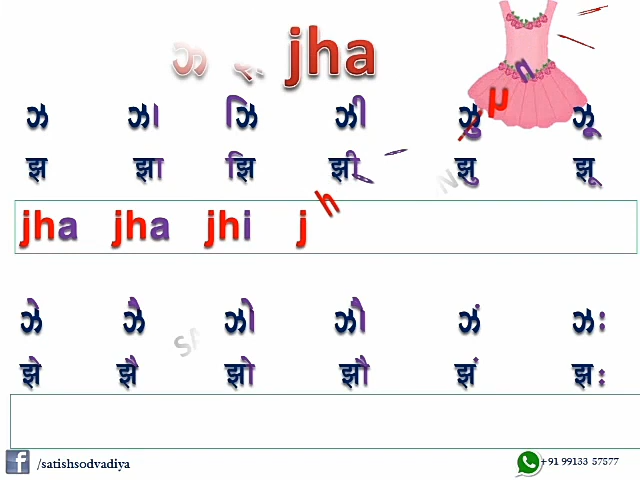 ઝ jha
ઝ ઝા ઝિ ઝી ઝુ ઝૂ
झ झा झि झी झु झू
jha jha jhi j h
ઝે ઝૈ ઝો ઝૌ ઝં ઝઃ
झे झै झो झौ झं झः
/satishsodvadiya
+91 99133 57577